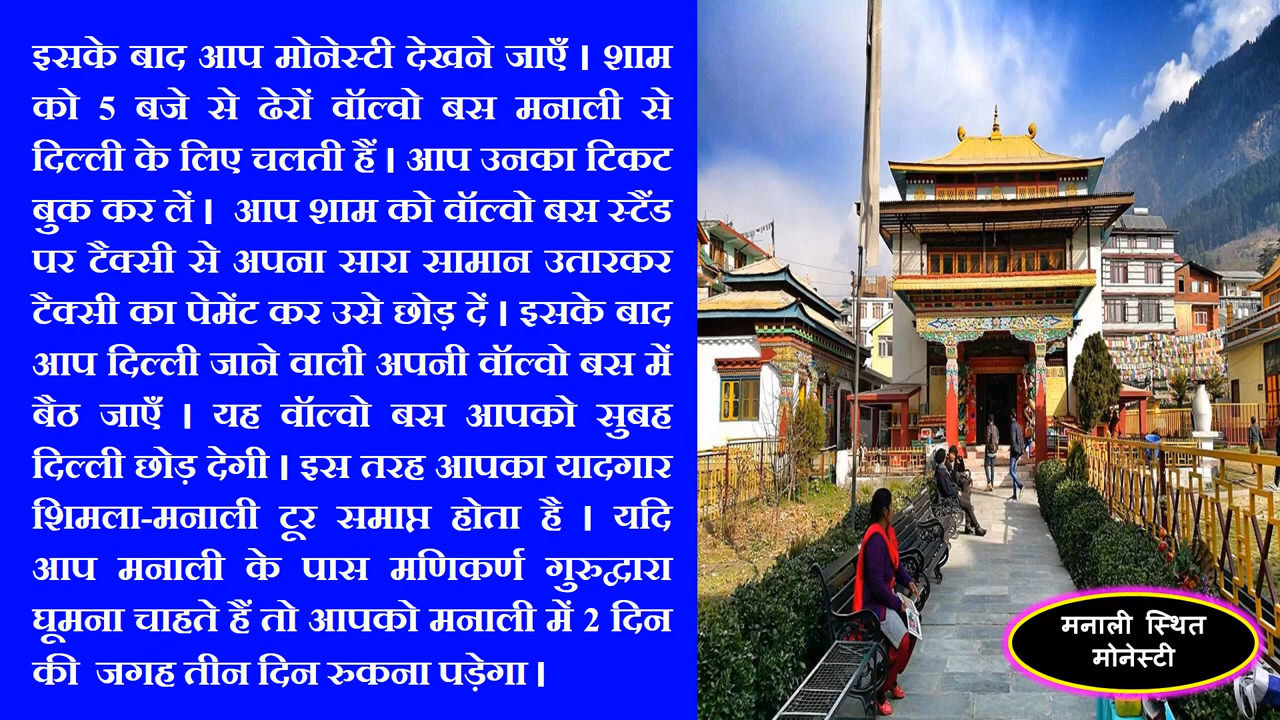 इसके बाद आप मोनेस्टी देखने जाएँ । शाम
को 5 बजे से ढेरों वॉल्वो बस मनाली से
दिल्ली के लिए चलती हैं । आप उनका टिकट
बुक कर लें । आप शाम को वॉल्वो बस स्टैंड
पर टैक्सी से अपना सारा सामान उतारकर
टैक्सी का पेमेंट कर उसे छोड़ दें । इसके बाद
आप दिल्ली जाने वाली अपनी वॉल्वो बस में
बैठ जाएँ । यह वॉल्वो बस आपको सुबह
दिल्ली छोड़ देगी । इस तरह आपका यादगार
शिमला-मनाली टूर समाप्त होता है । यदि
आप मनाली के पास मणिकर्ण गुरुद्वारा
घूमना चाहते हैं तो आपको मनाली में 2 दिन
की जगह तीन दिन रुकना पड़ेगा ।
मनाली स्थित
मोनेस्टी